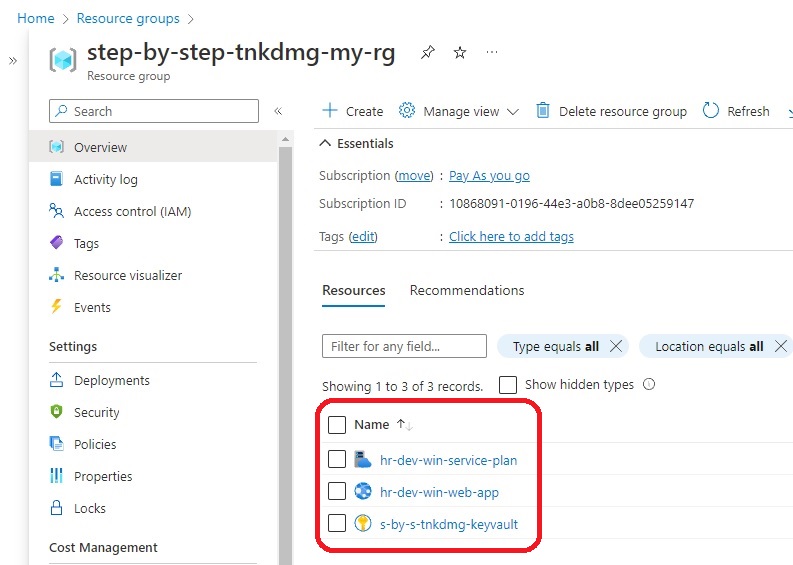 Home > Resource groups >
step-by-step-tnkdmg-my-rg
Resource group
Search
Overview
Activity log
Access control (IAM)
Tags
Resource visualizer
Events
Settings
Deployments
Security
Policies
Properties
Locks
Cost Management
Create Manage view Delete resource group Refresh
Essentials
Subscription (move) : Pay As you go
Subscription ID : 10868091-0196-44e3-a0b8-8dee05259147
Tags (edit) : Click here to add tags
Resources Recommendations
Filter for any field... Type equals all Location equals all
Showing 1 to 3 of 3 records. Show hidden types
Name
hr-dev-win-service-plan
hr-dev-win-web-app
s-by-s-tnkdmg-keyvault